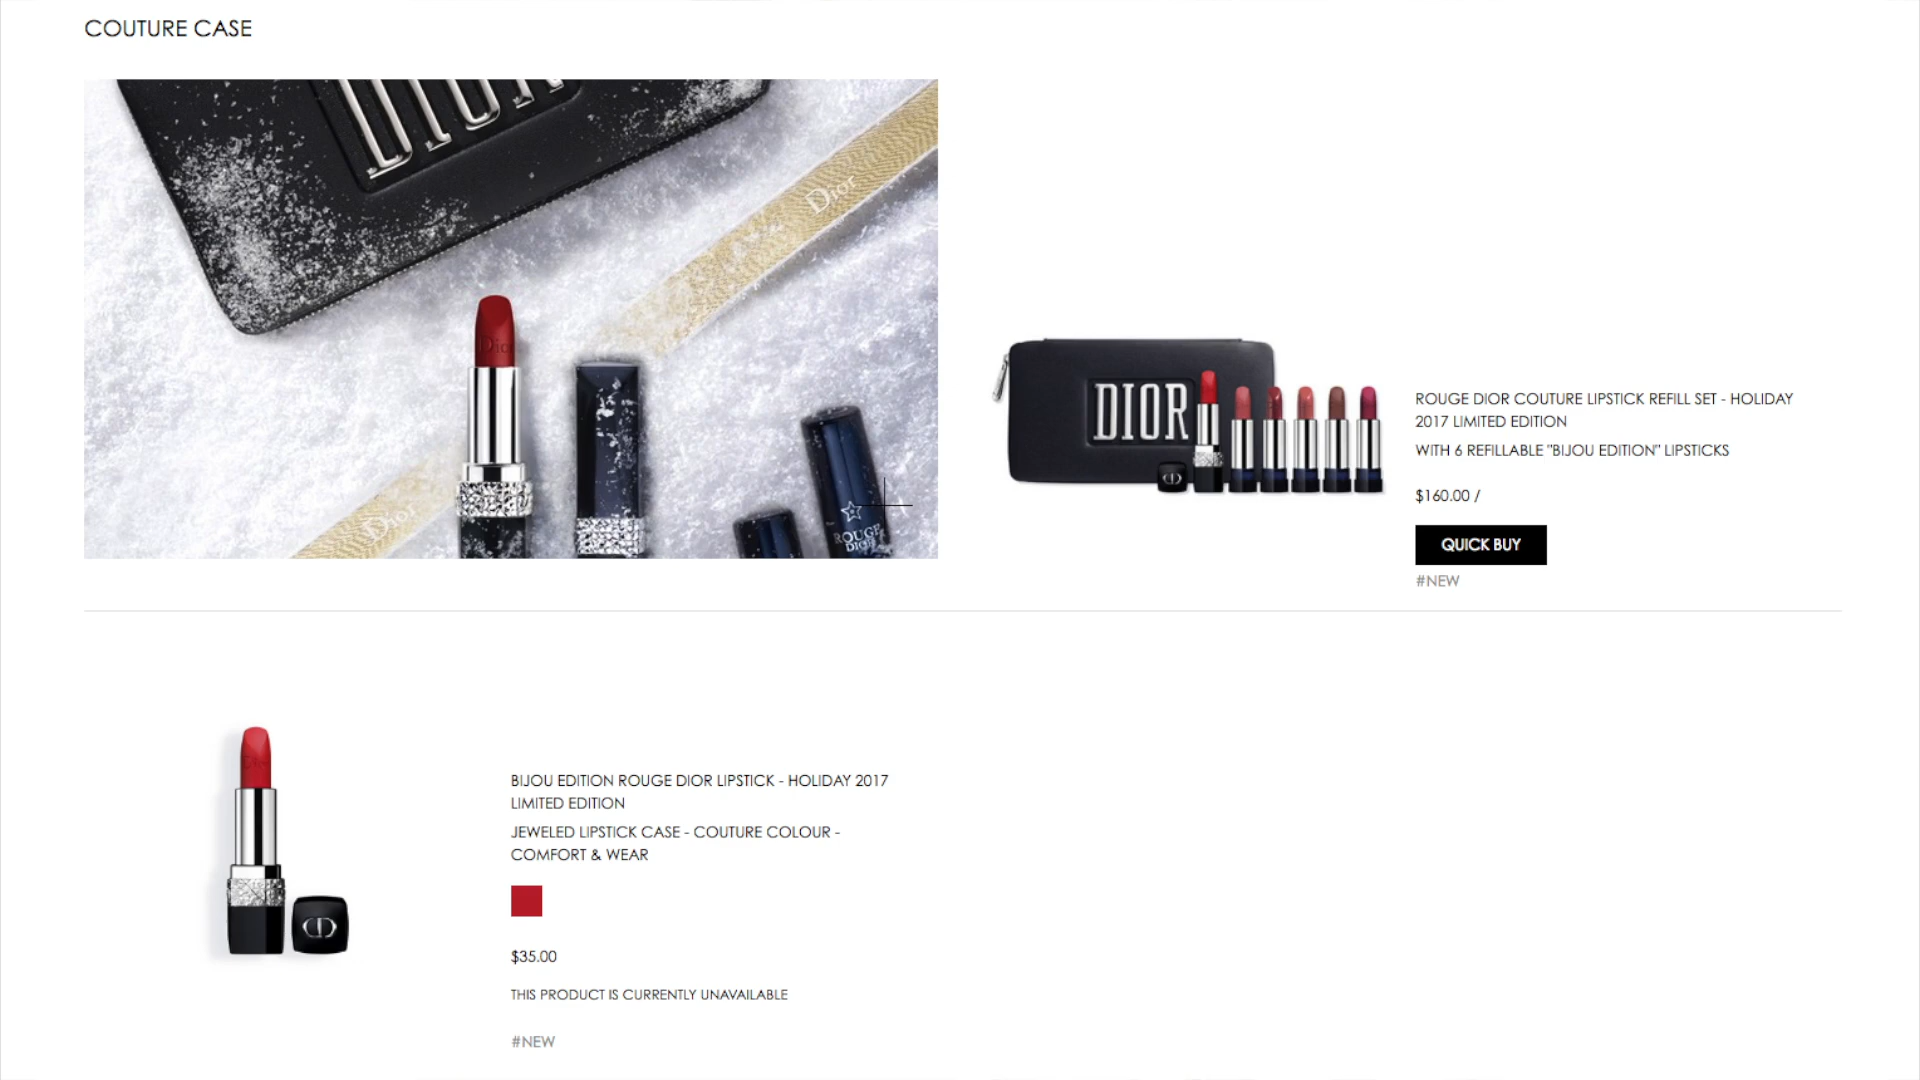 COUTURE CASE
DIOR
Dior
Dior
Dior
ROUGE
DIOR
DIOR
ROUGE DIOR COUTURE LIPSTICK REFILL SET - HOLIDAY
2017 LIMITED EDITION
WITH 6 REFILLABLE "BIJOU EDITION" LIPSTICKS
$160.00 /
QUICK BUY
#NEW
BIJOU EDITION ROUGE DIOR LIPSTICK - HOLIDAY 2017
LIMITED EDITION
JEWELED LIPSTICK CASE - COUTURE COLOUR -
COMFORT & WEAR
$35.00
THIS PRODUCT IS CURRENTLY UNAVAILABLE
#NEW